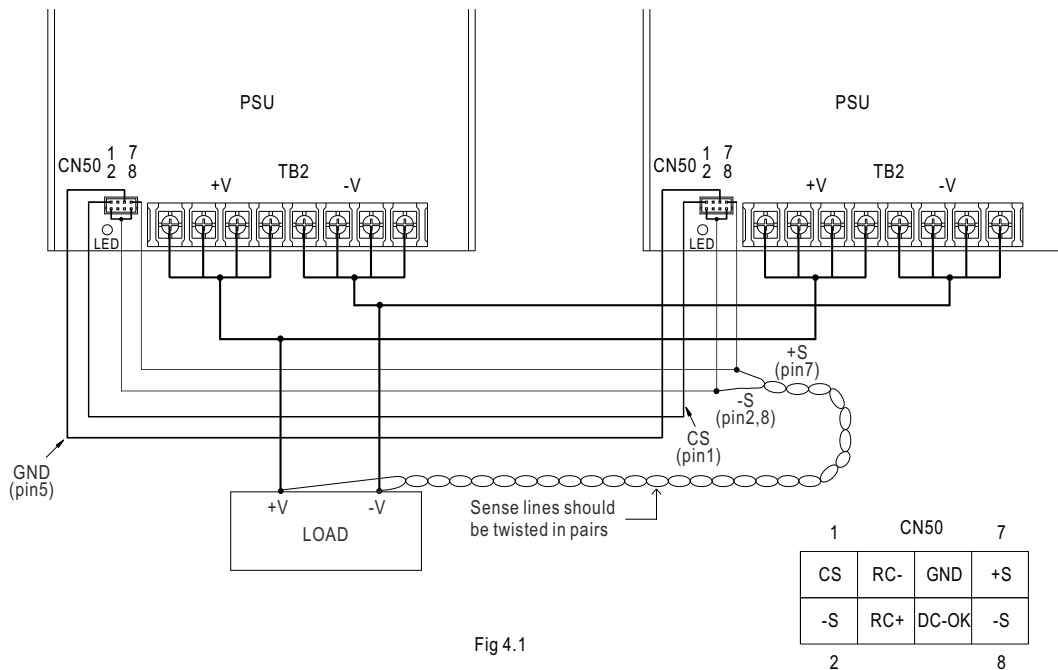 PSU
PSU
1 7
CN50 2 8
TB2
+V -V
LED
1 7
CN50 2 8
TB2
+V -V
LED
+S
(pin7)
-S
(pin2,8)
CS
(pin1)
GND
(pin5)
+V -V
LOAD
Sense lines should
be twisted in pairs
1 CN50 7
CS RC- GND +S
-S RC+ DC-OK -S
2 8
Fig 4.1